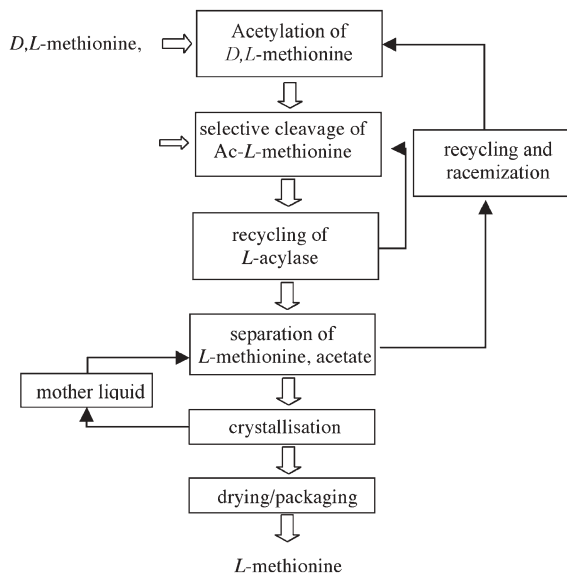 D,L-methionine,
Acetylation of
D,L-methionine
selective cleavage of
Ac-L-methionine
recycling and
racemization
recycling of
L-acylase
separation of
L-methionine, acetate
mother liquid
crystallisation
drying/packaging
L-methionine